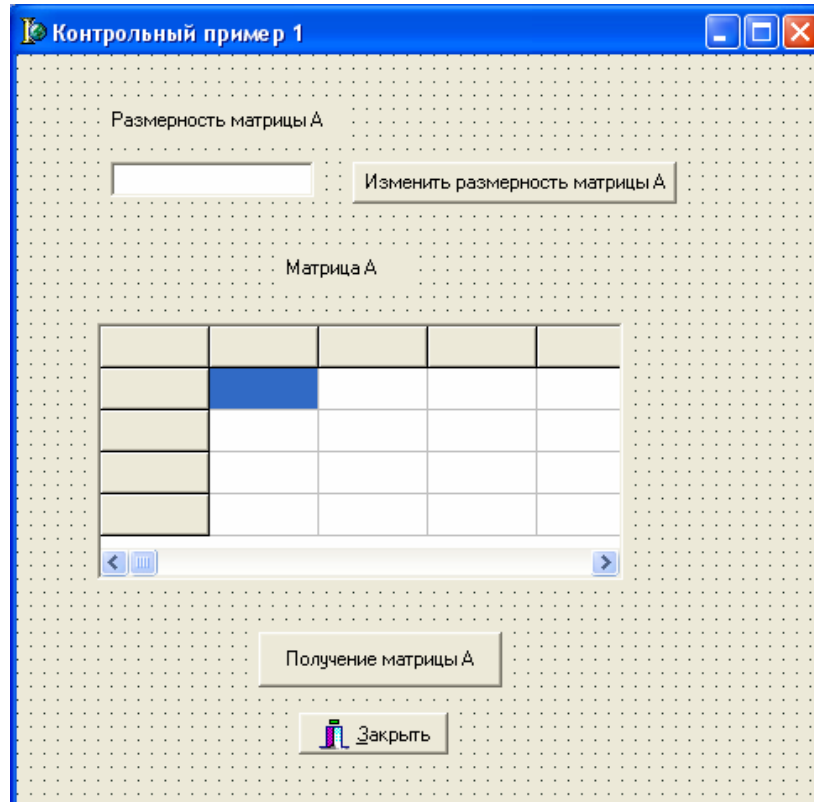 Контрольный пример 1
Размерность матрицы А
Изменить размерность матрицы А
Матрица А
Получение матрицы А
Закрыть